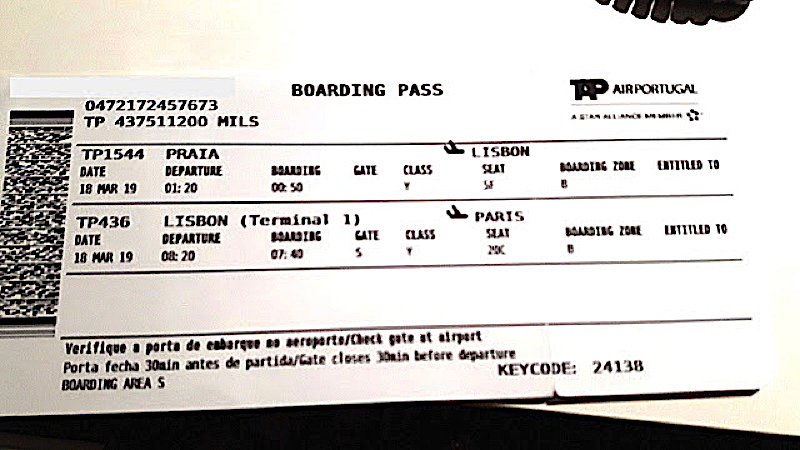 BOARDING PASS
TAP AIRPORTUGAL
A STAR ALLIANCE MEMBER
0472172457673
TP 437511200 MILS
TP1544 PRAIA LISBON
DATE DEPARTURE BOARDING GATE CLASS SEAT BOARDING ZONE ENTITLED TO
18 MAR 19 01:20 00:50 Y 5F B
TP436 LISBON (Terminal 1) PARIS
DATE DEPARTURE BOARDING GATE CLASS SEAT BOARDING ZONE ENTITLED TO
18 MAR 19 08:20 07:40 S Y 20C B
Verifique a porta de embarque no aeroporto/Check gate at airport
Porta fecha 30min antes de partida/Gate closes 30min before departure
BOARDING AREA S
KEYCODE: 24138